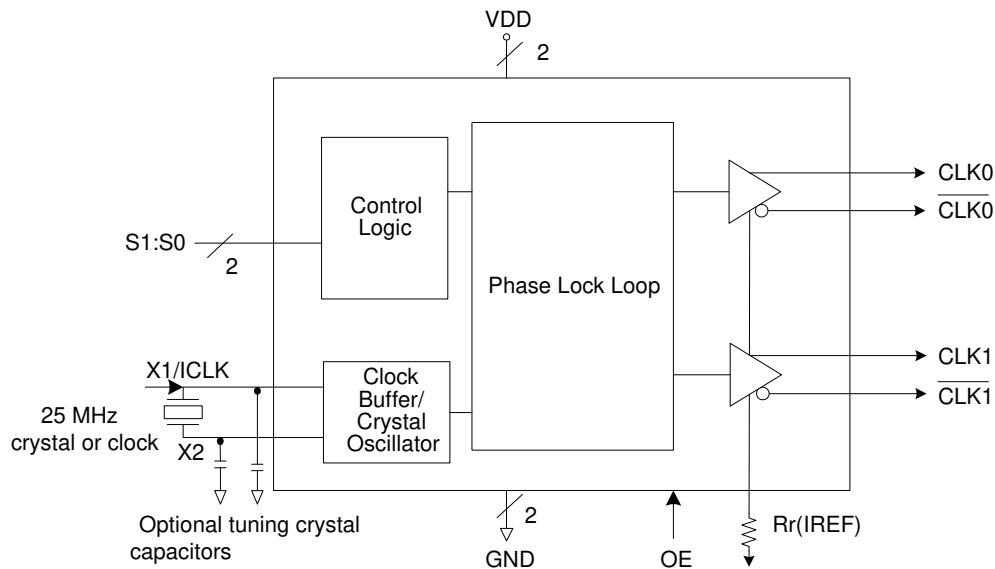 VDD
2
Control
Logic
S1:S0
2
Phase Lock Loop
CLK0
CLK0
CLK1
CLK1
X1/ICLK
25 MHz
crystal or clock
X2
Clock
Buffer/
Crystal
Oscillator
Optional tuning crystal
capacitors
2
GND
OE
Rr(IREF)